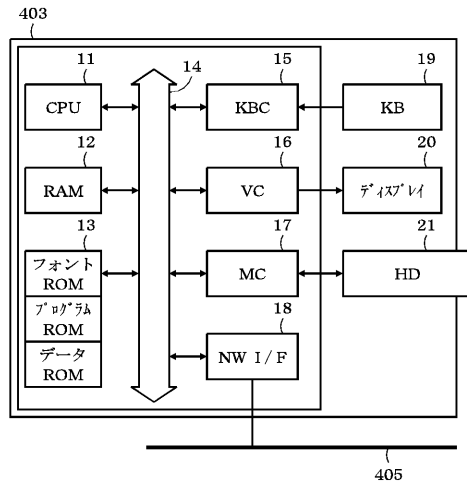 403
11
CPU
12
RAM
13
フォント
ROM
プログラム
ROM
データ
ROM
14
15
KBC
16
VC
17
MC
18
NW I/F
19
KB
20
ディスプレイ
21
HD
405